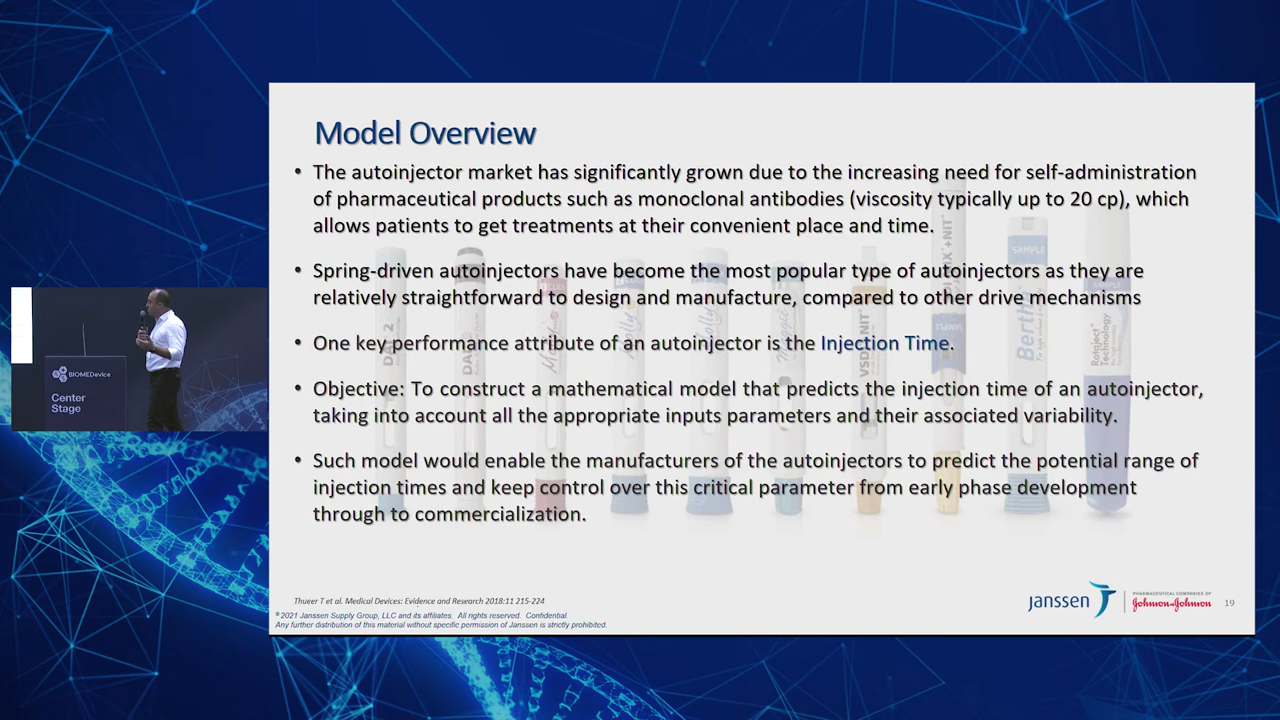 Model Overview
• The autoinjector market has significantly grown due to the increasing need for self-administration
of pharmaceutical products such as monoclonal antibodies (viscosity typically up to 20 cp), which
allows patients to get treatments at their convenient place and time.
• Spring-driven autoinjectors have become the most popular type of autoinjectors as they are
relatively straightforward to design and manufacture, compared to other drive mechanisms
• One key performance attribute of an autoinjector is the Injection Time.
• Objective: To construct a mathematical model that predicts the injection time of an autoinjector,
taking into account all the appropriate inputs parameters and their associated variability.
• Such model would enable the manufacturers of the autoinjectors to predict the potential range of
injection times and keep control over this critical parameter from early phase development
through to commercialization.
SAMPLE
Bertha
Molly
Rotaject
Technology
BIOMEDevice
Center
Stage
Thueer T et al. Medical Devices: Evidence and Research 2018:11 215-224
© 2021 Janssen Supply Group, LLC and its affiliates. All rights reserved. Confidential.
Any further distribution of this material without specific permission of Janssen is strictly prohibited.
janssen
PHARMACEUTICAL COMPANIES OF
Johnson & Johnson
19